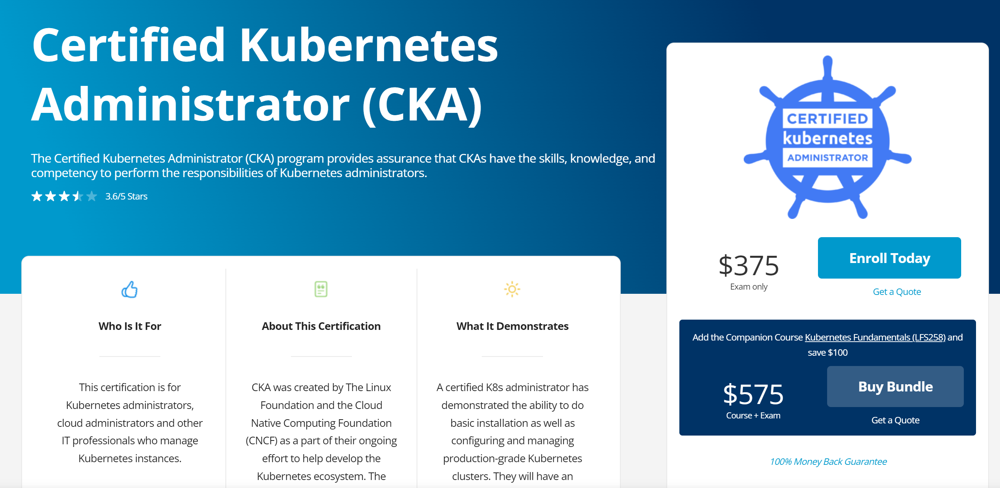 Certified Kubernetes
Administrator (CKA)
The Certified Kubernetes Administrator (CKA) program provides assurance that CKAs have the skills, knowledge, and
competency to perform the responsibilities of Kubernetes administrators.
3.6/5 Stars
Who Is It For
This certification is for
Kubernetes administrators,
cloud administrators and other
IT professionals who manage
Kubernetes instances.
About This Certification
CKA was created by The Linux
Foundation and the Cloud
Native Computing Foundation
(CNCF) as a part of their ongoing
effort to help develop the
Kubernetes ecosystem. The
What It Demonstrates
A certified K8s administrator has
demonstrated the ability to do
basic installation as well as
configuring and managing
production-grade Kubernetes
clusters. They will have an
CERTIFIED
kubernetes
ADMINISTRATOR
$375
Exam only
Enroll Today
Get a Quote
Add the Companion Course Kubernetes Fundamentals (LFS258) and
save $100
$575
Course + Exam
Buy Bundle
Get a Quote
100% Money Back Guarantee